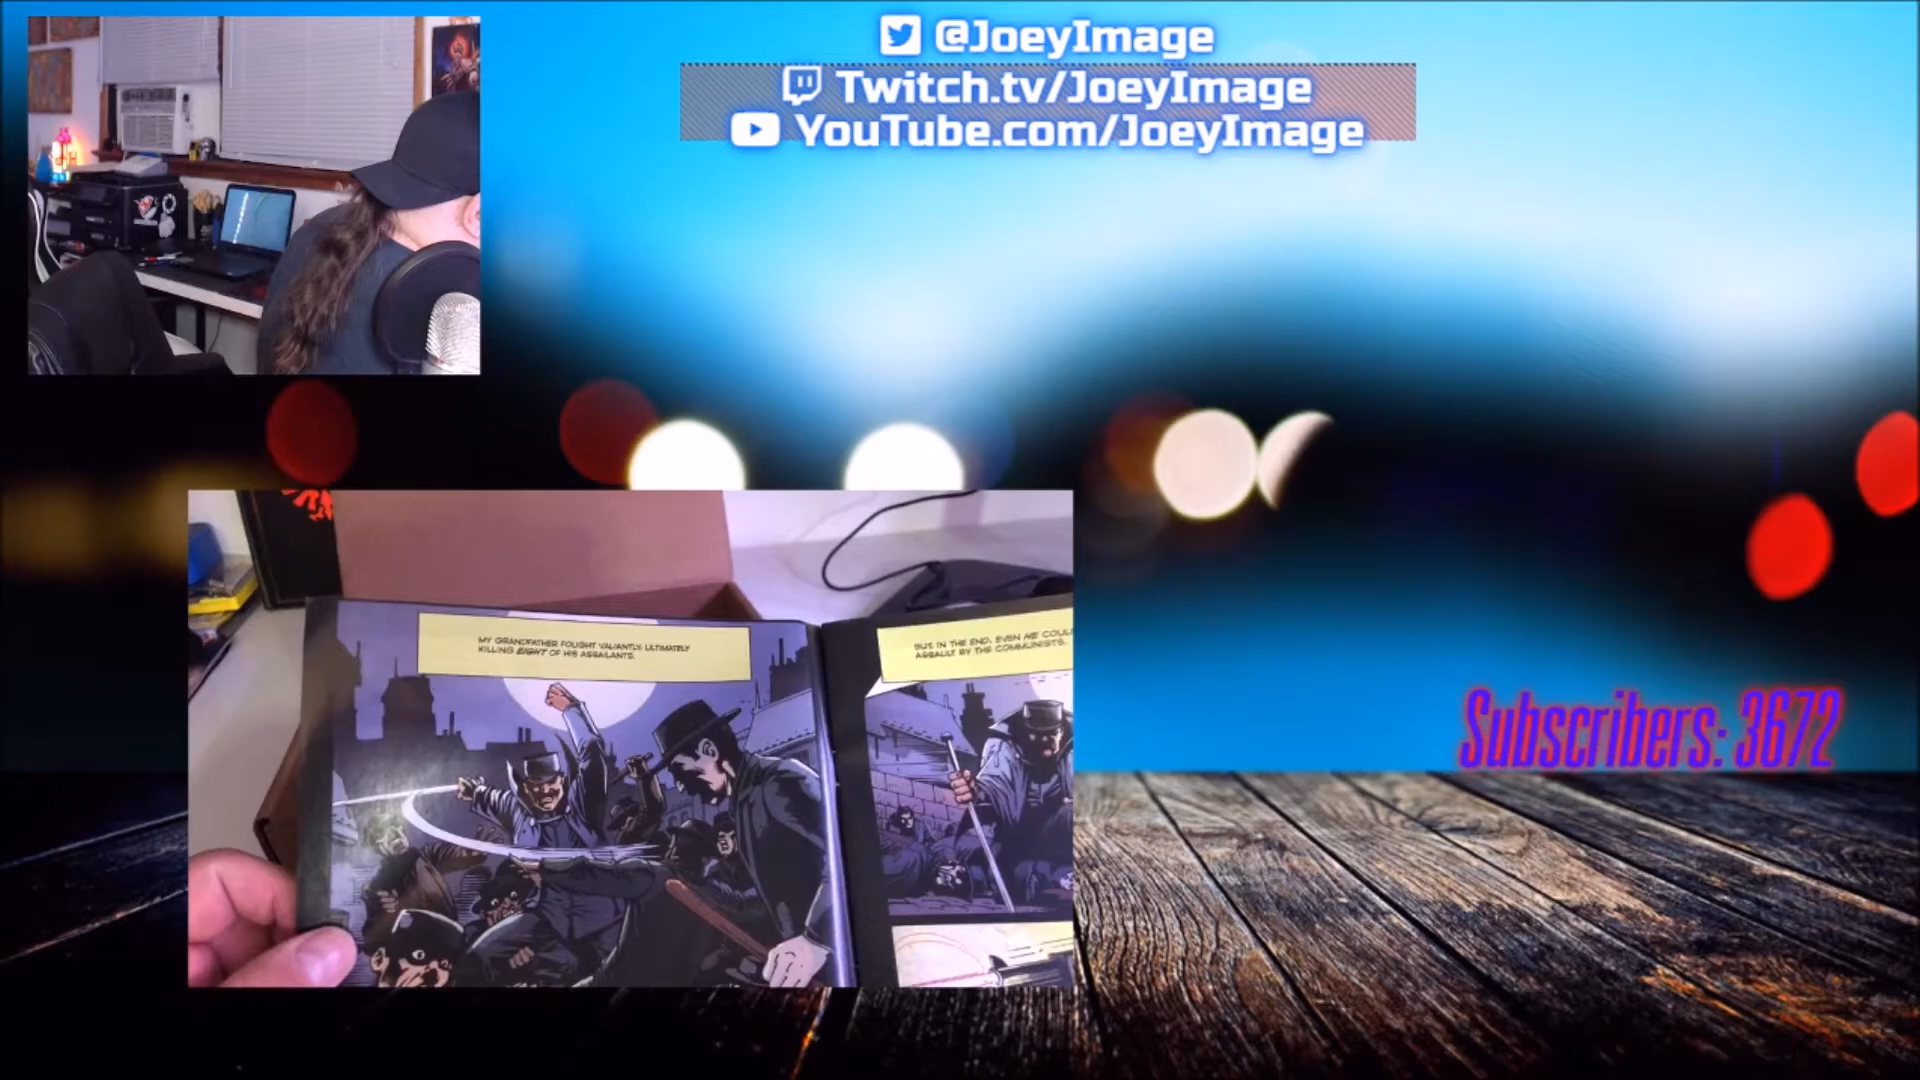 @JoeyImage
Twitch.tv/JoeyImage
YouTube.com/JoeyImage
MY GRANDFATHER FOUGHT VALIANTLY, ULTIMATELY
KILLING EIGHT OF HIS ASSAILANTS.
BUT IN THE END, EVEN HE COUL
ASSAULT BY THE COMMUNISTS.
Subscribers: 3672